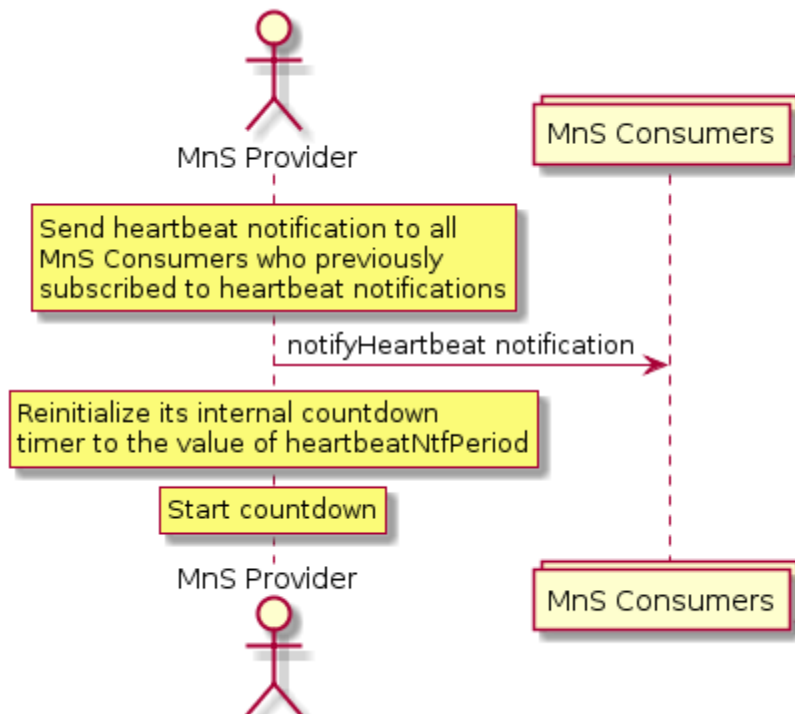 MnS Provider
MnS Consumers
Send heartbeat notification to all
MnS Consumers who previously
subscribed to heartbeat notifications
notifyHeartbeat notification
Reinitialize its internal countdown
timer to the value of heartbeatNtfPeriod
Start countdown
MnS Provider
MnS Consumers